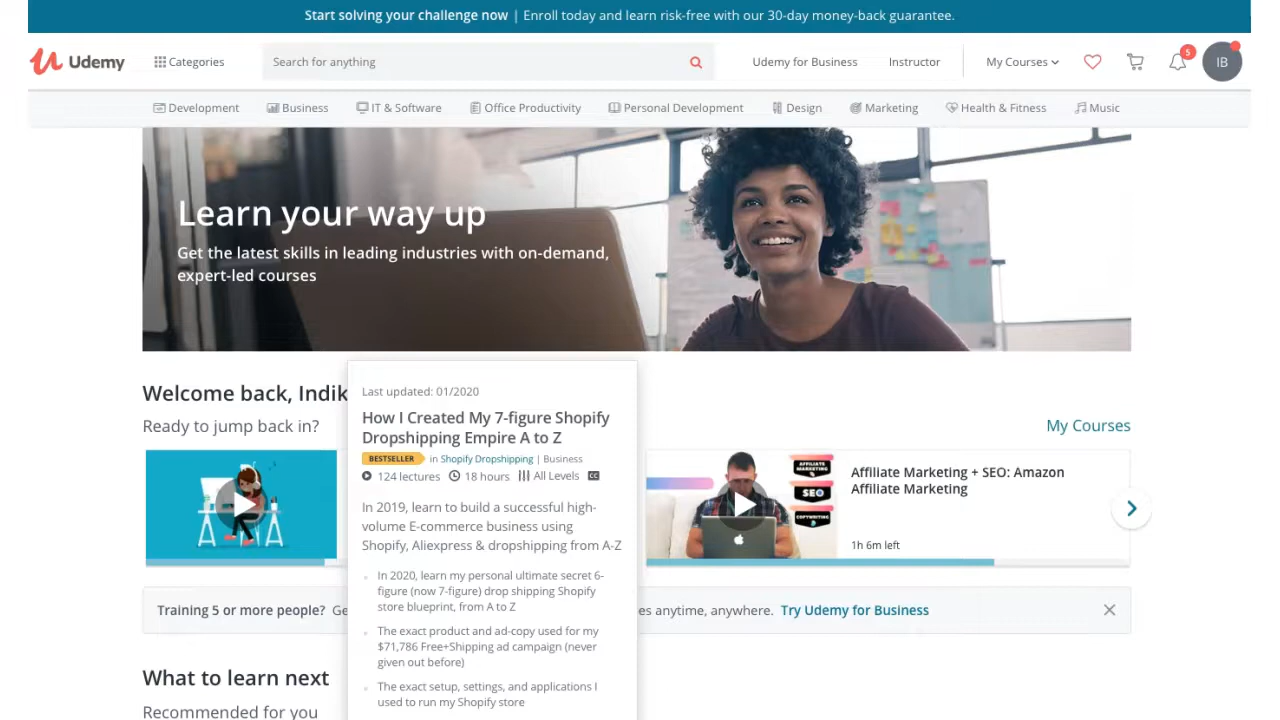 Start solving your challenge now | Enroll today and learn risk-free with our 30-day money-back guarantee.
Udemy
Categories
Search for anything
Udemy for Business
Instructor
My Courses
5
IB
Development
Business
IT & Software
Office Productivity
Personal Development
Design
Marketing
Health & Fitness
Music
Learn your way up
Get the latest skills in leading industries with on-demand,
expert-led courses
Welcome back, Indik
Ready to jump back in?
My Courses
Last updated: 01/2020
How I Created My 7-figure Shopify
Dropshipping Empire A to Z
BESTSELLER in Shopify Dropshipping | Business
124 lectures 18 hours All Levels CC
In 2019, learn to build a successful high-
volume E-commerce business using
Shopify, Aliexpress & dropshipping from A-Z
In 2020, learn my personal ultimate secret 6-
figure (now 7-figure) drop shipping Shopify
store blueprint, from A to Z
The exact product and ad-copy used for my
$71,786 Free+Shipping ad campaign (never
given out before)
The exact setup, settings, and applications I
used to run my Shopify store
AFFILIATE
MARKETING
SEO
COPYWRITING
Affiliate Marketing + SEO: Amazon
Affiliate Marketing
1h 6m left
Training 5 or more people? Ge
es anytime, anywhere. Try Udemy for Business
What to learn next
Recommended for you